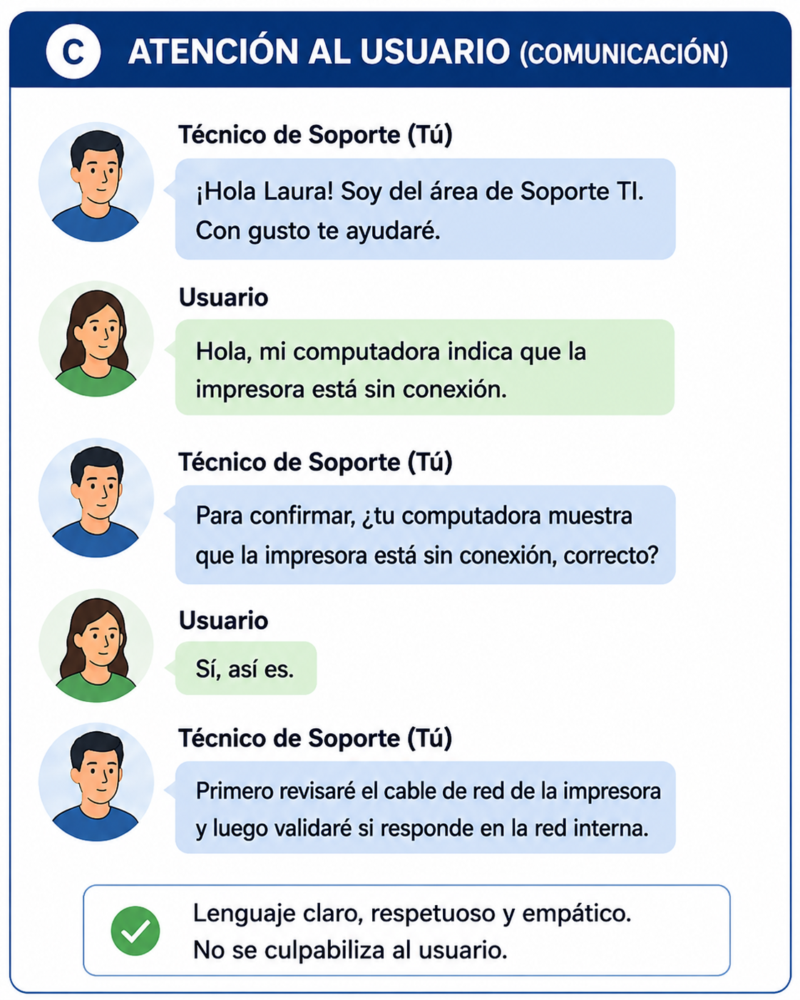 C ATENCIÓN AL USUARIO (COMUNICACIÓN)
Técnico de Soporte (Tú)
¡Hola Laura! Soy del área de Soporte TI.
Con gusto te ayudaré.
Usuario
Hola, mi computadora indica que la
impresora está sin conexión.
Técnico de Soporte (Tú)
Para confirmar, ¿tu computadora muestra
que la impresora está sin conexión, correcto?
Usuario
Sí, así es.
Técnico de Soporte (Tú)
Primero revisaré el cable de red de la impresora
y luego validaré si responde en la red interna.
Lenguaje claro, respetuoso y empático.
No se culpabiliza al usuario.